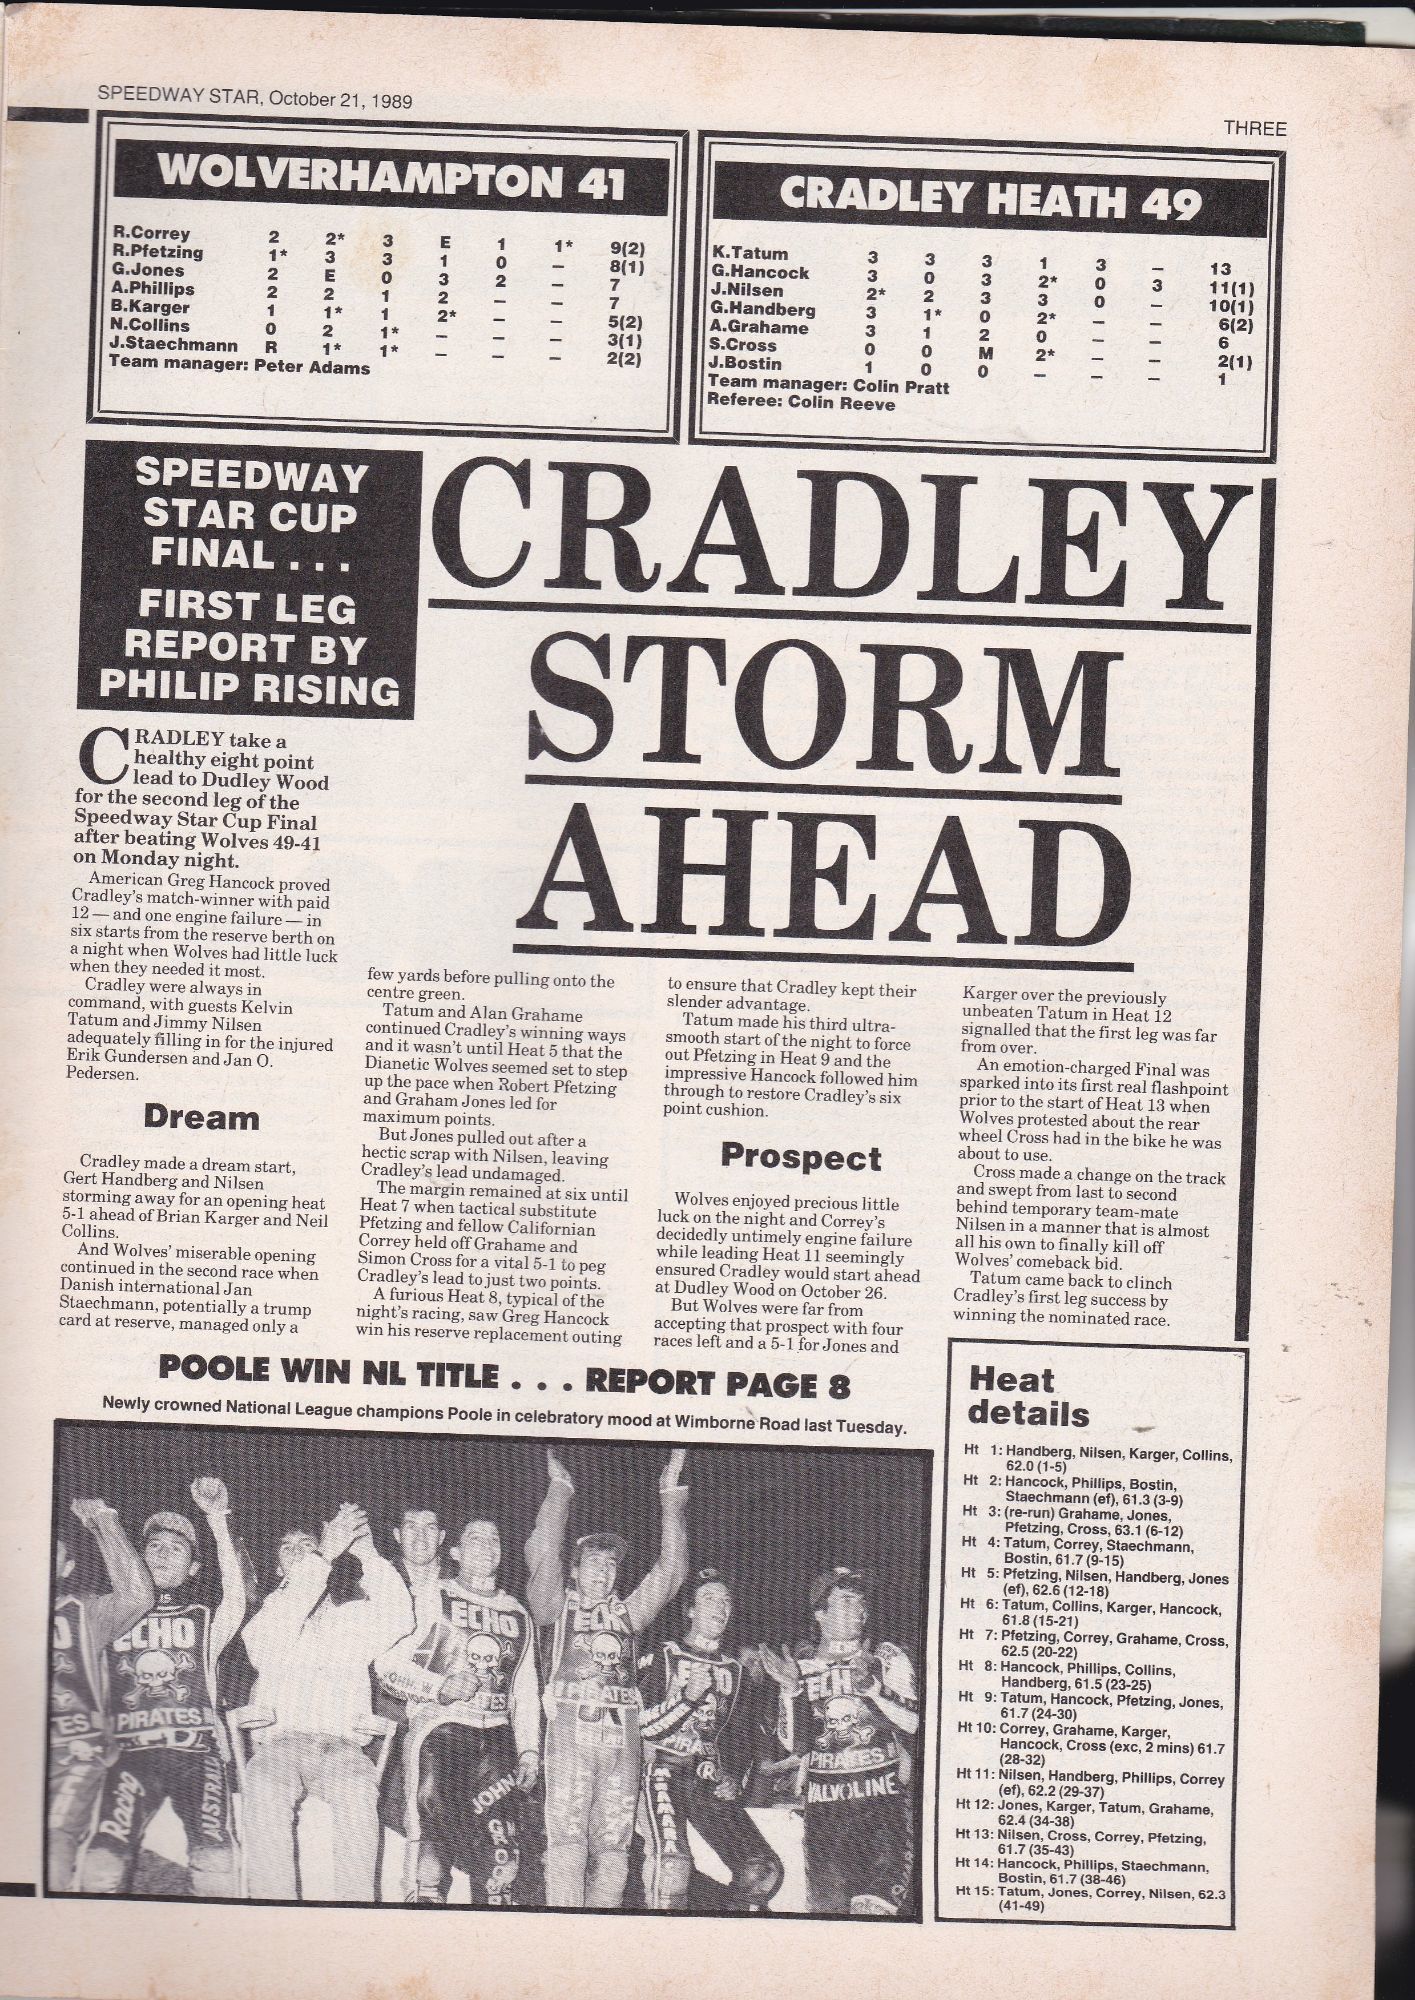 SPEEDWAY STAR, October 21, 1989
THREE
WOLVERHAMPTON 41
R.Correy 2 2* 3 E 1 1* 9(2)
R.Pfetzing 1* 3 3 1 0 – 8(1)
G.Jones 2 E 0 3 2 – 7
A.Phillips 2 2 1 2 – – 7
B.Karger 1 1* 1 2* – – 5(2)
N.Collins 0 2 1* – – – 3(1)
J.Staechmann R 1* 1* – – – 2(2)
Team manager: Peter Adams
CRADLEY HEATH 49
K.Tatum 3 3 3 1 3 – 13
G.Hancock 3 0 3 2* 0 3 11(1)
J.Nilsen 2* 2 3 3 0 – 10(1)
G.Handberg 3 1* 0 2* – – 6(2)
A.Grahame 3 1 2 0 – – 6
S.Cross 0 0 M 2* – – 2(1)
J.Bostin 1 0 0 – – – 1
Team manager: Colin Pratt
Referee: Colin Reeve
SPEEDWAY
STAR CUP
FINAL . . .
FIRST LEG
REPORT BY
PHILIP RISING
CRADLEY
STORM
AHEAD
CRADLEY take a
healthy eight point
lead to Dudley Wood
for the second leg of the
Speedway Star Cup Final
after beating Wolves 49-41
on Monday night.
American Greg Hancock proved
Cradley's match-winner with paid
12 — and one engine failure — in
six starts from the reserve berth on
a night when Wolves had little luck
when they needed it most.
Cradley were always in
command, with guests Kelvin
Tatum and Jimmy Nilsen
adequately filling in for the injured
Erik Gundersen and Jan O.
Pedersen.
Dream
Cradley made a dream start,
Gert Handberg and Nilsen
storming away for an opening heat
5-1 ahead of Brian Karger and Neil
Collins.
And Wolves' miserable opening
continued in the second race when
Danish international Jan
Staechmann, potentially a trump
card at reserve, managed only a
few yards before pulling onto the
centre green.
Tatum and Alan Grahame
continued Cradley's winning ways
and it wasn't until Heat 5 that the
Dianetic Wolves seemed set to step
up the pace when Robert Pfetzing
and Graham Jones led for
maximum points.
But Jones pulled out after a
hectic scrap with Nilsen, leaving
Cradley's lead undamaged.
The margin remained at six until
Heat 7 when tactical substitute
Pfetzing and fellow Californian
Correy held off Grahame and
Simon Cross for a vital 5-1 to peg
Cradley's lead to just two points.
A furious Heat 8, typical of the
night's racing, saw Greg Hancock
win his reserve replacement outing
to ensure that Cradley kept their
slender advantage.
Tatum made his third ultra-
smooth start of the night to force
out Pfetzing in Heat 9 and the
impressive Hancock followed him
through to restore Cradley's six
point cushion.
Prospect
Wolves enjoyed precious little
luck on the night and Correy's
decidedly untimely engine failure
while leading Heat 11 seemingly
ensured Cradley would start ahead
at Dudley Wood on October 26.
But Wolves were far from
accepting that prospect with four
races left and a 5-1 for Jones and
Karger over the previously
unbeaten Tatum in Heat 12
signalled that the first leg was far
from over.
An emotion-charged Final was
sparked into its first real flashpoint
prior to the start of Heat 13 when
Wolves protested about the rear
wheel Cross had in the bike he was
about to use.
Cross made a change on the track
and swept from last to second
behind temporary team-mate
Nilsen in a manner that is almost
all his own to finally kill off
Wolves' comeback bid.
Tatum came back to clinch
Cradley's first leg success by
winning the nominated race.
POOLE WIN NL TITLE . . . REPORT PAGE 8
Newly crowned National League champions Poole in celebratory mood at Wimborne Road last Tuesday.
ECHO
PIRATES
Racing
AUSTRALI
JOHN. W
ECHO
JOHN
ECH
PIRATES
ECHO
PIRA
ECHO
PIRATES
VALVOLINE
Heat
details
Ht 1: Handberg, Nilsen, Karger, Collins,
62.0 (1-5)
Ht 2: Hancock, Phillips, Bostin,
Staechmann (ef), 61.3 (3-9)
Ht 3: (re-run) Grahame, Jones,
Pfetzing, Cross, 63.1 (6-12)
Ht 4: Tatum, Correy, Staechmann,
Bostin, 61.7 (9-15)
Ht 5: Pfetzing, Nilsen, Handberg, Jones
(ef), 62.6 (12-18)
Ht 6: Tatum, Collins, Karger, Hancock,
61.8 (15-21)
Ht 7: Pfetzing, Correy, Grahame, Cross,
62.5 (20-22)
Ht 8: Hancock, Phillips, Collins,
Handberg, 61.5 (23-25)
Ht 9: Tatum, Hancock, Pfetzing, Jones,
61.7 (24-30)
Ht 10: Correy, Grahame, Karger,
Hancock, Cross (exc, 2 mins) 61.7
(28-32)
Ht 11: Nilsen, Handberg, Phillips, Correy
(ef), 62.2 (29-37)
Ht 12: Jones, Karger, Tatum, Grahame,
62.4 (34-38)
Ht 13: Nilsen, Cross, Correy, Pfetzing,
61.7 (35-43)
Ht 14: Hancock, Phillips, Staechmann,
Bostin, 61.7 (38-46)
Ht 15: Tatum, Jones, Correy, Nilsen, 62.3
(41-49)